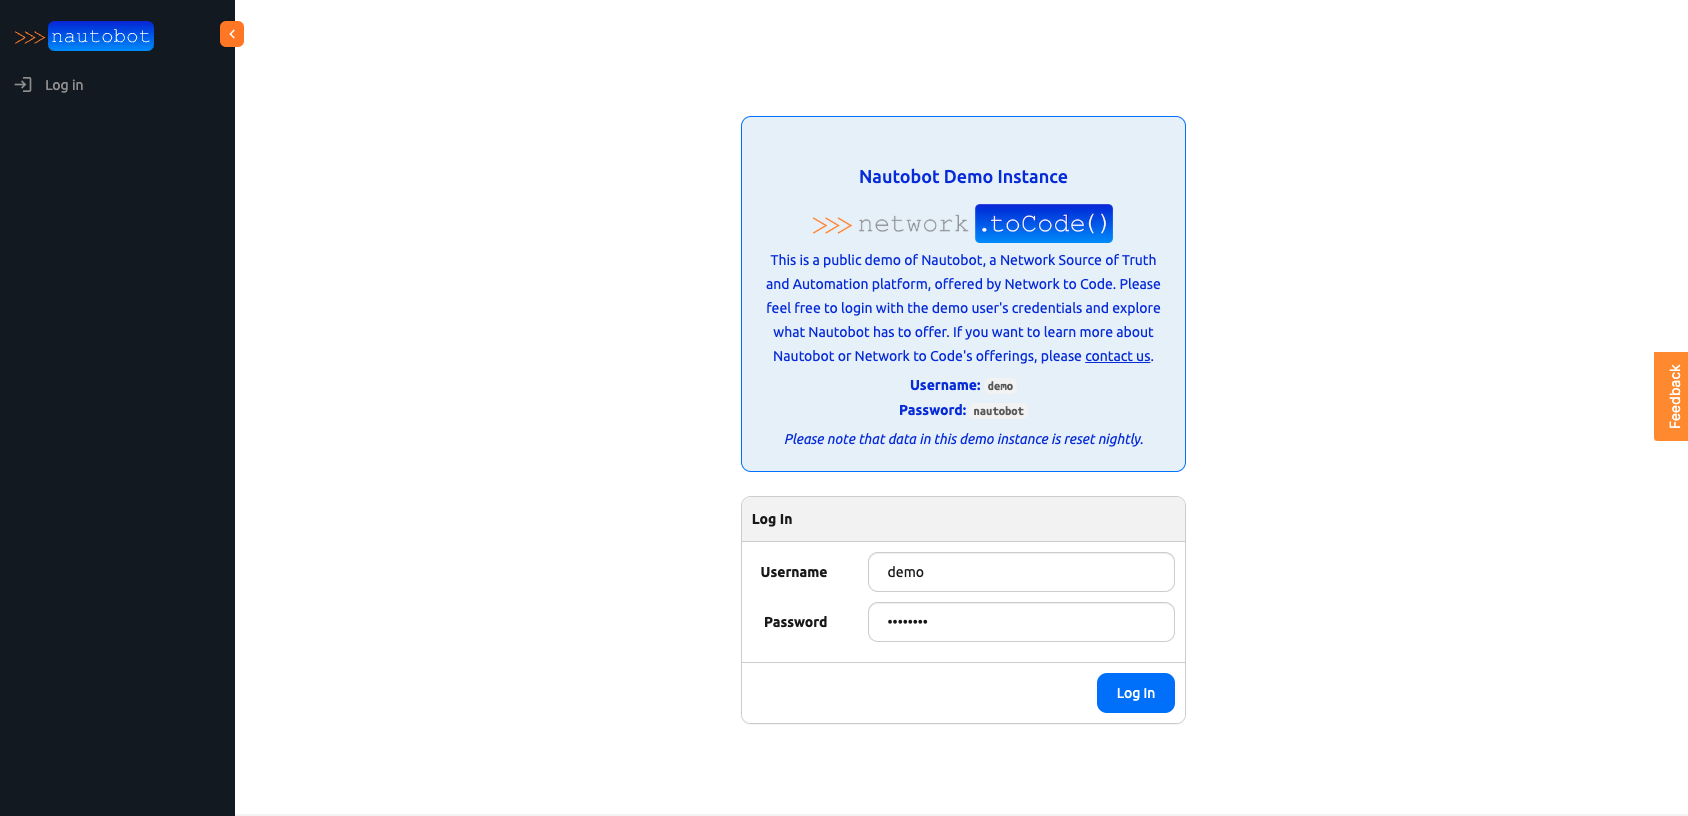 >>> nautobot
Log in
Nautobot Demo Instance
>>> network .toCode()
This is a public demo of Nautobot, a Network Source of Truth
and Automation platform, offered by Network to Code. Please
feel free to login with the demo user's credentials and explore
what Nautobot has to offer. If you want to learn more about
Nautobot or Network to Code's offerings, please contact us.
Username: demo
Password: nautobot
Please note that data in this demo instance is reset nightly.
Log In
Username demo
Password ••••••••
Log In
Feedback